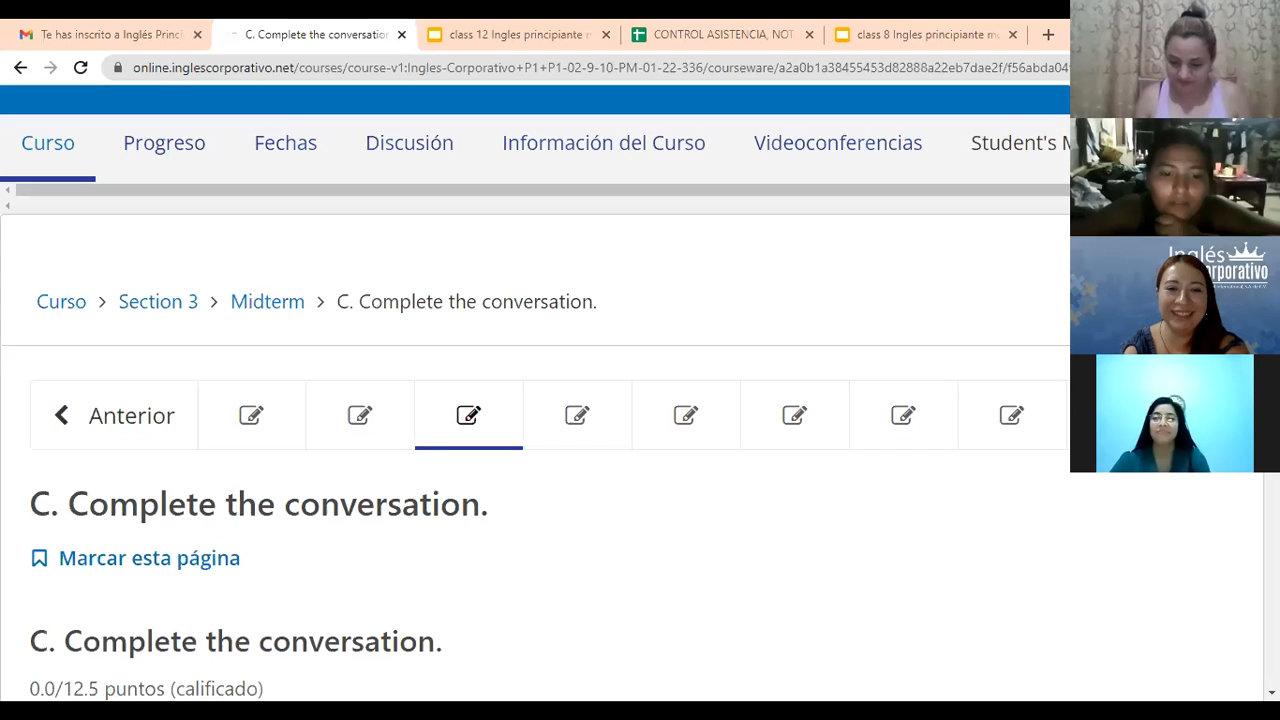 Te has inscrito a Inglés Princi
C. Complete the conversation
class 12 Ingles principiante m
CONTROL ASISTENCIA, NOT
class 8 Ingles principiante mu
online.inglescorporativo.net/courses/course-v1:Ingles-Corporativo+P1+P1-02-9-10-PM-01-22-336/courseware/a2a0b1a38455453d82888a22eb7dae2f/f56abda04
Curso
Progreso
Fechas
Discusión
Información del Curso
Videoconferencias
Student's M
Inglés
corporativo
Curso > Section 3 > Midterm > C. Complete the conversation.
Anterior
C. Complete the conversation.
Marcar esta página
C. Complete the conversation.
0.0/12.5 puntos (calificado)